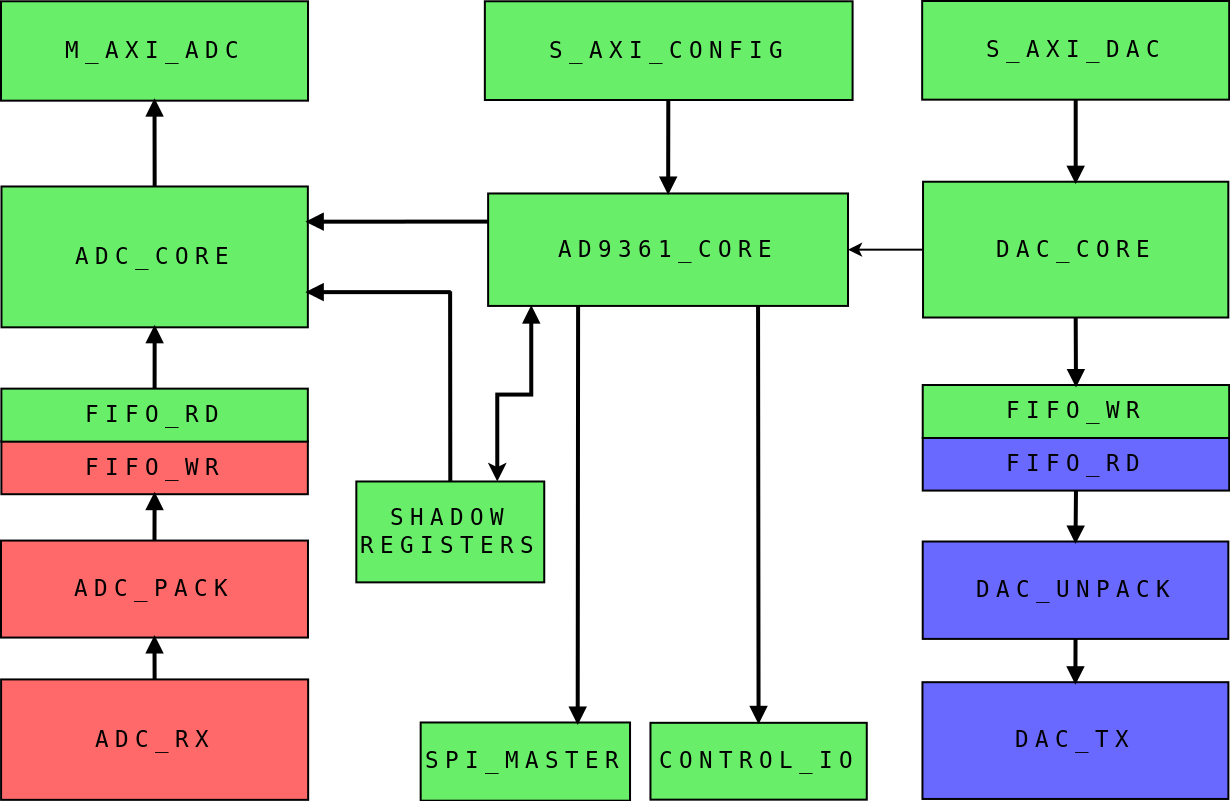 M_AXI_ADC
S_AXI_CONFIG
S_AXI_DAC
ADC_CORE
AD9361_CORE
DAC_CORE
FIFO_RD
FIFO_WR
FIFO_WR
FIFO_RD
SHADOW
REGISTERS
ADC_PACK
DAC_UNPACK
ADC_RX
SPI_MASTER
CONTROL_IO
DAC_TX